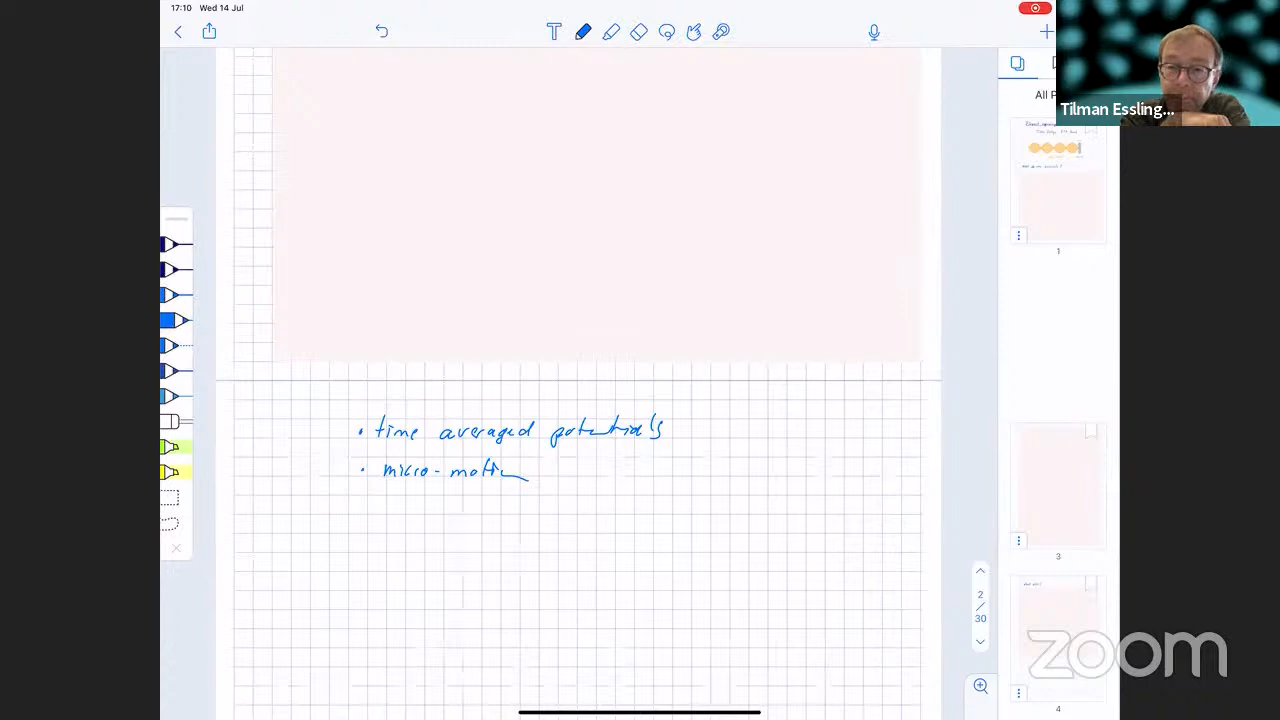 17:10 Wed 14 Jul
Tilman Essling...
All P
1
• time averaged potentials
• micro-motion
2
/
30
3
4
zoom